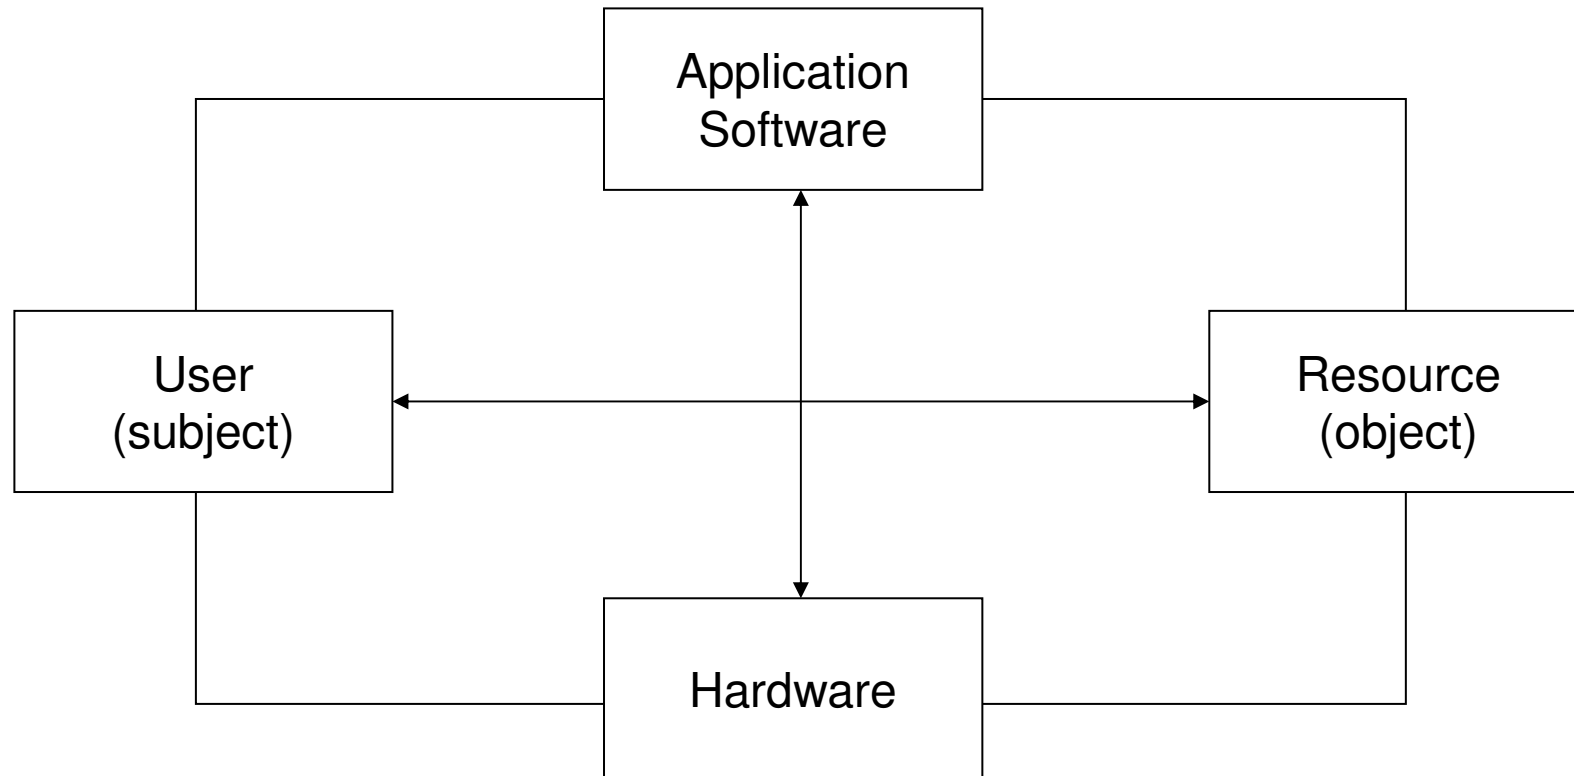 Application
Software
User
(subject)
Resource
(object)
Hardware